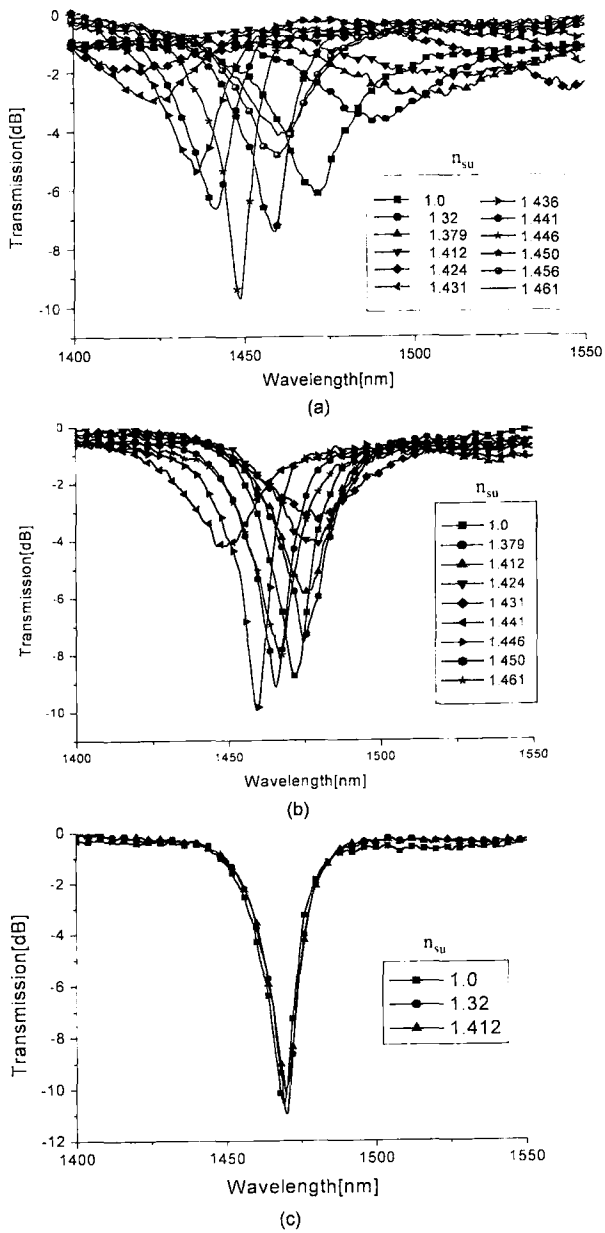 0
-2
-4
-6
-8
-10
Transmission[dB]
n_su
1.0 1.436
1.32 1.441
1.379 1.446
1.412 1.450
1.424 1.456
1.431 1.461
1400 1450 1500 1550
Wavelength[nm]
(a)
0
-2
-4
-6
-8
-10
Transmission[dB]
n_su
1.0
1.379
1.412
1.424
1.431
1.441
1.446
1.450
1.461
1400 1450 1500 1550
Wavelength[nm]
(b)
0
-2
-4
-6
-8
-10
-12
Transmission[dB]
n_su
1.0
1.32
1.412
1400 1450 1500 1550
Wavelength[nm]
(c)